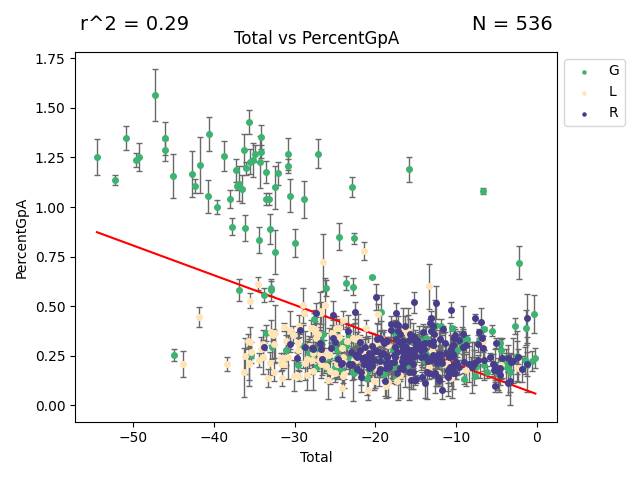 r^2 = 0.29
N = 536
Total vs PercentGpA
1.75
1.50
1.25
1.00
0.75
0.50
0.25
0.00
PercentGpA
−50
−40
−30
−20
−10
0
Total
G
L
R